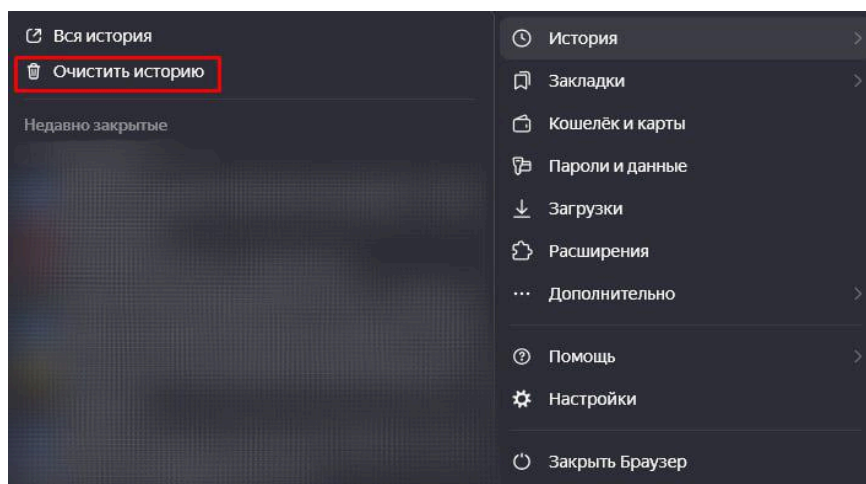 Вся история
Очистить историю
Недавно закрытые
История
Закладки
Кошелёк и карты
Пароли и данные
Загрузки
Расширения
Дополнительно
Помощь
Настройки
Закрыть Браузер